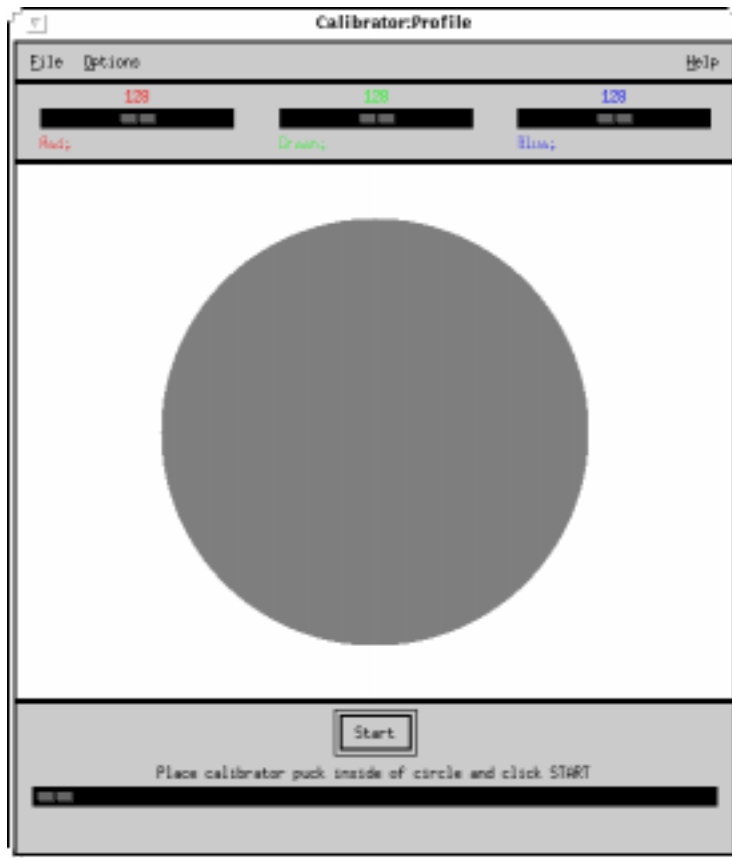 Calibrator:Profile
File Options Help
128 128 128
Red; Green; Blue;
Start
Place calibrator puck inside of circle and click START